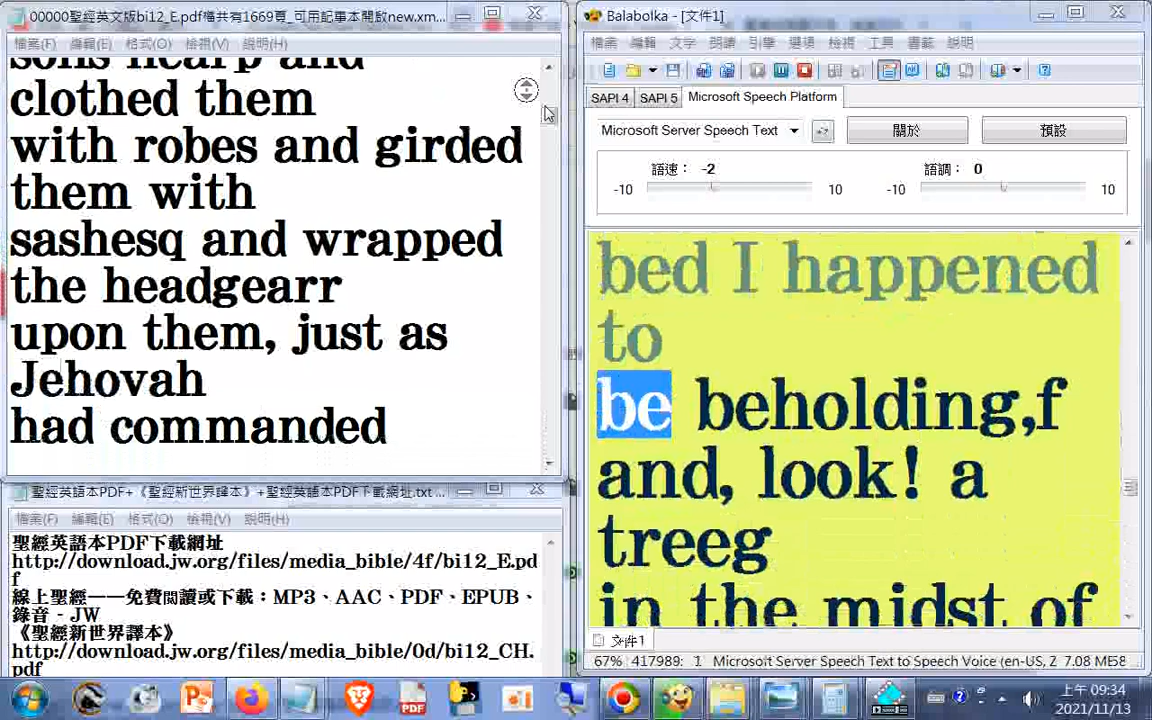 00000聖經英文版bi12_E.pdf檔共有1669頁_可用記事本開啟new.xm...
檔案(F) 編輯(E) 格式(O) 檢視(V) 說明(H)
sons Hearp and
clothed them
with robes and girded
them with
sashesq and wrapped
the headgearr
upon them, just as
Jehovah
had commanded
聖經英語本PDF+《聖經新世界譯本》+聖經英語本PDF下載網址.txt ...
檔案(F) 編輯(E) 格式(O) 檢視(V) 說明(H)
聖經英語本PDF下載網址
http://download.jw.org/files/media_bible/4f/bi12_E.pd
f
線上聖經——免費閱讀或下載：MP3、AAC、PDF、EPUB、
錄音 - JW
《聖經新世界譯本》
http://download.jw.org/files/media_bible/0d/bi12_CH.
pdf
Balabolka - [文件1]
檔案 編輯 文字 朗讀 引擎 選項 檢視 工具 書籤 說明
SAPI 4 SAPI 5 Microsoft Speech Platform
Microsoft Server Speech Text 關於 預設
語速： -2 語調： 0
-10 10 -10 10
bed I happened
to
be beholding,f
and, look! a
treeg
in the midst of
文件1
67% 417989: 1 Microsoft Server Speech Text to Speech Voice (en-US, 2 7.08 ME58
上午 09:34
2021/11/13